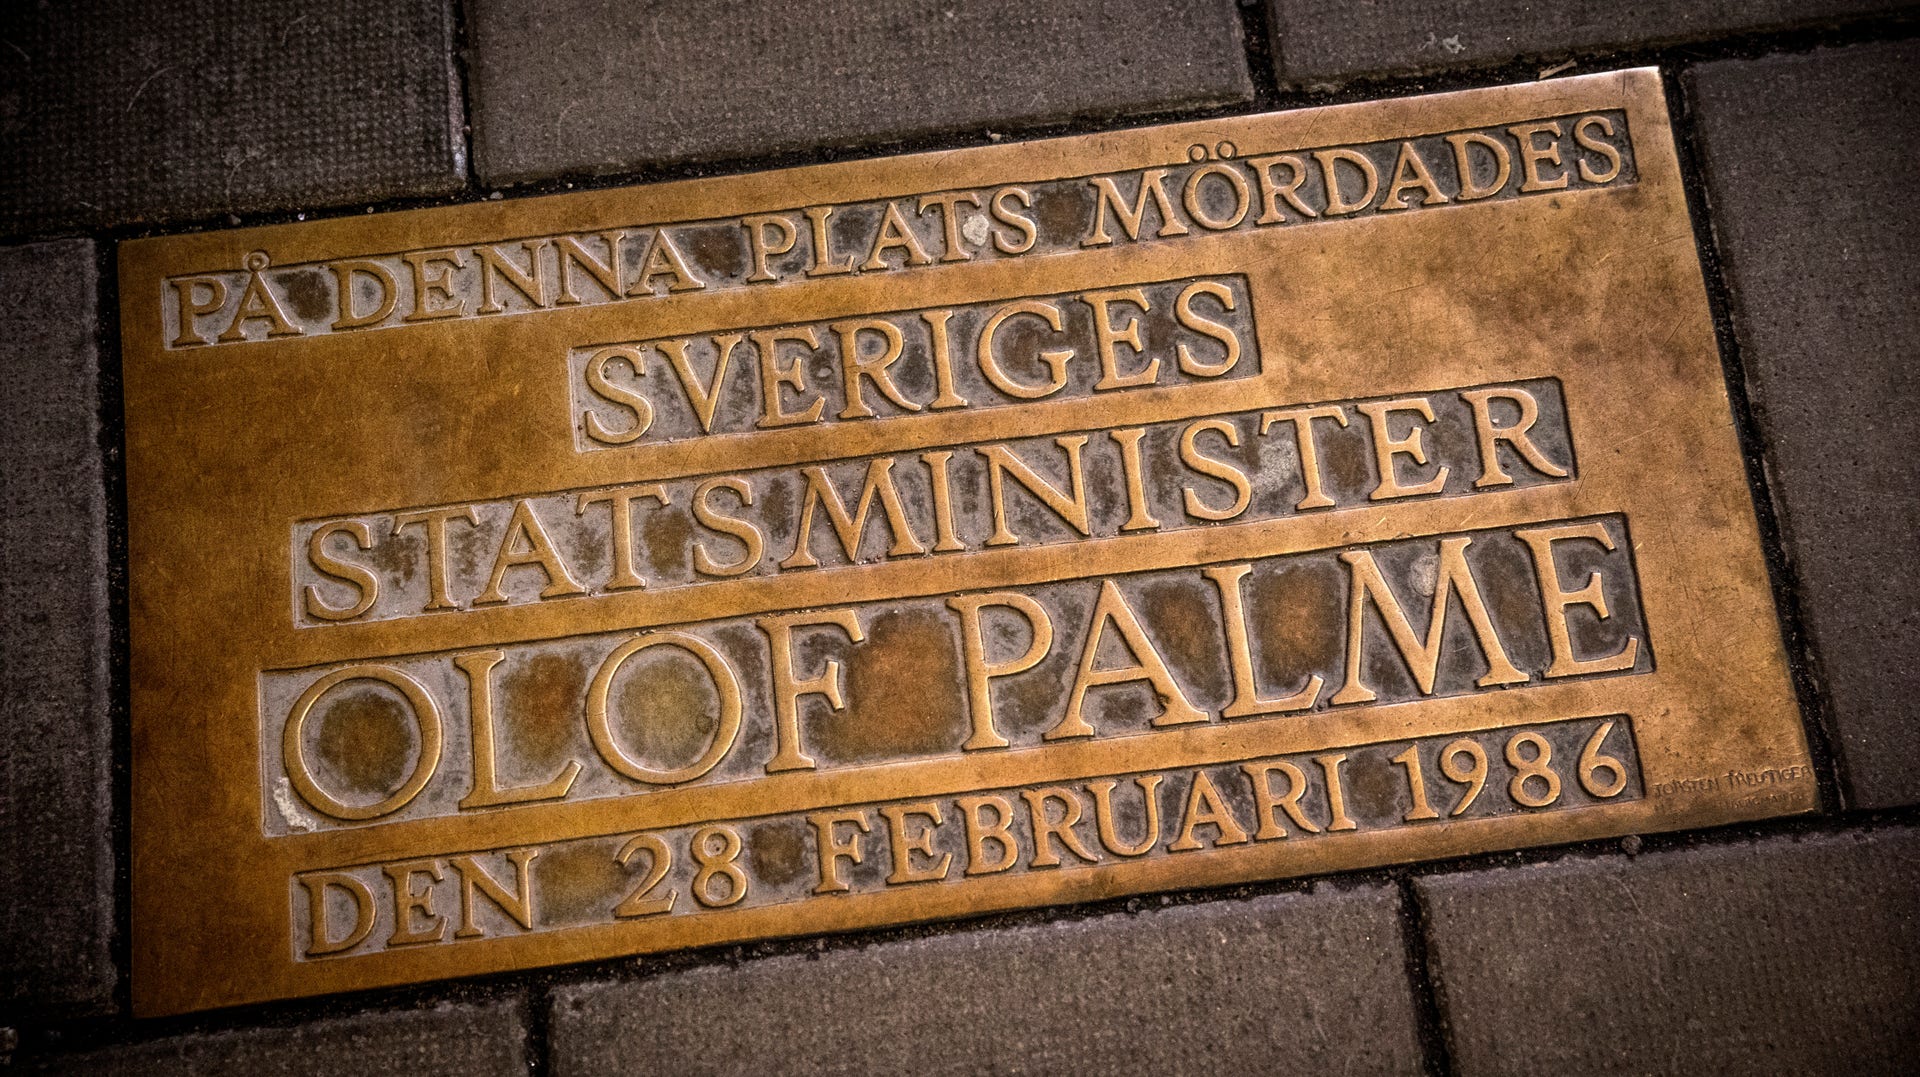 PÅ DENNA PLATS MÖRDADES
SVERIGES
STATSMINISTER
OLOF PALME
DEN 28 FEBRUARI 1986